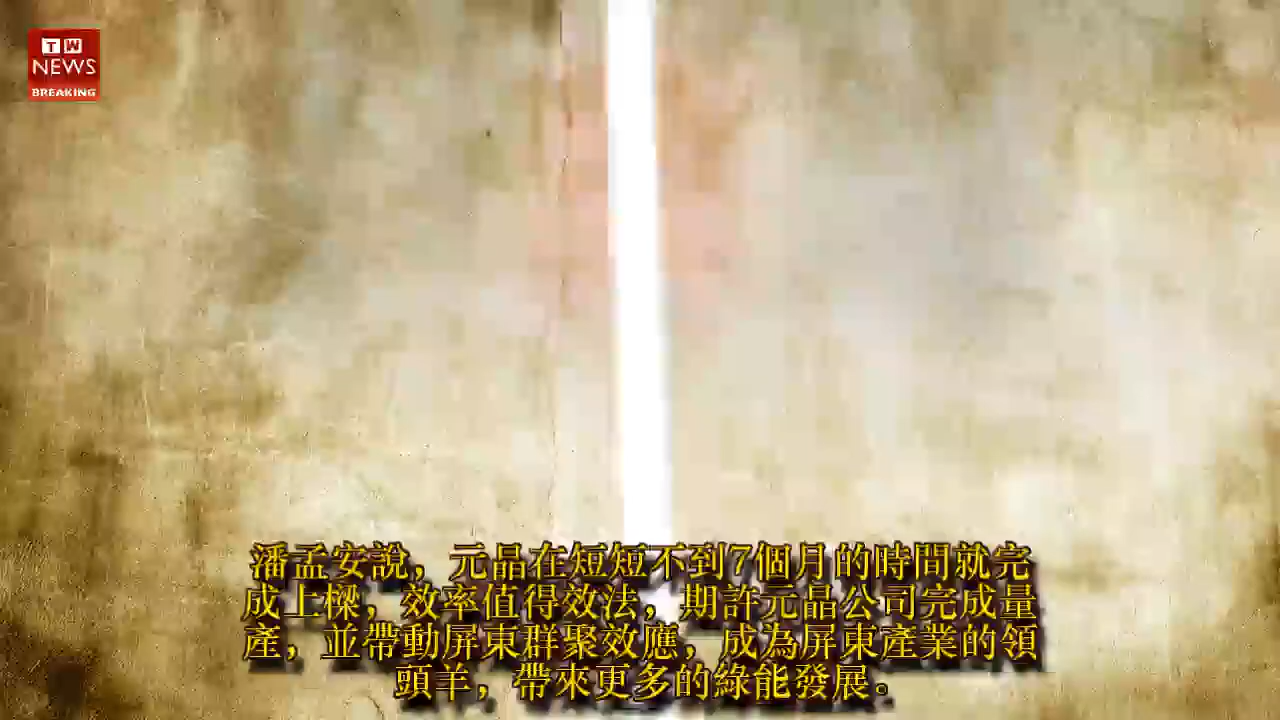 TW
NEWS
BREAKING
潘孟安說，元晶在短短不到7個月的時間就完
成上樑，效率值得效法，期許元晶公司完成量
產，並帶動屏東群聚效應，成為屏東產業的領
頭羊，帶來更多的綠能發展。